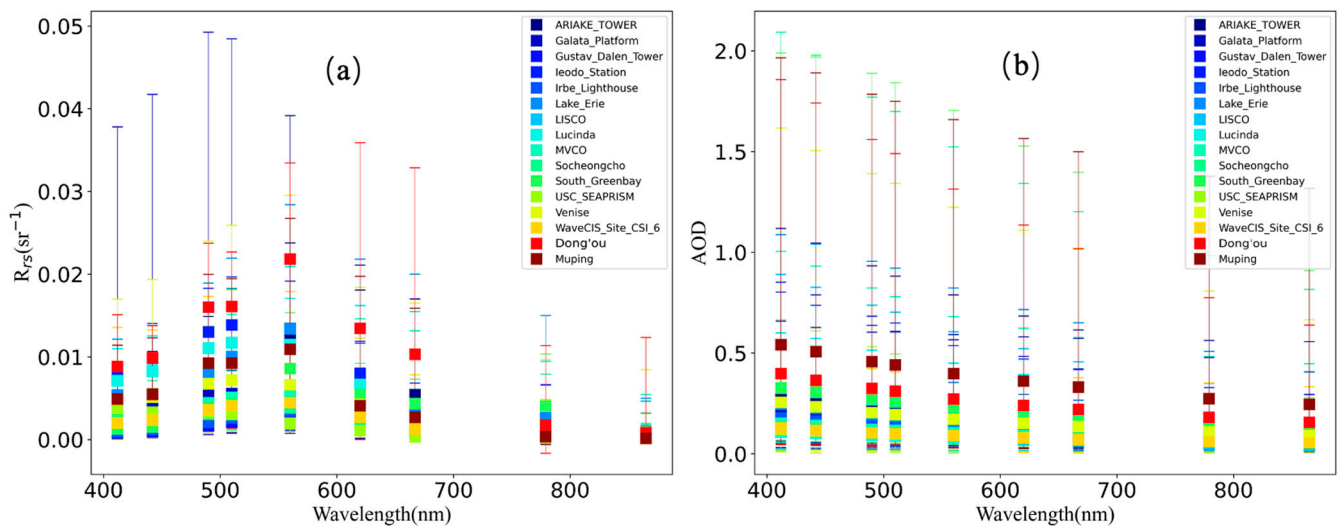 0.05
0.04
0.03
0.02
0.01
0.00
R_rs(sr⁻¹)
(a)
ARIAKE_TOWER
Galata_Platform
Gustav_Dalen_Tower
Ieodo_Station
Irbe_Lighthouse
Lake_Erie
LISCO
Lucinda
MVCO
Socheongcho
South_Greenbay
USC_SEAPRISM
Venise
WaveCIS_Site_CSI_6
Dong'ou
Muping
400 500 600 700 800
Wavelength(nm)
2.0
1.5
1.0
0.5
0.0
AOD
(b)
ARIAKE_TOWER
Galata_Platform
Gustav_Dalen_Tower
Ieodo_Station
Irbe_Lighthouse
Lake_Erie
LISCO
Lucinda
MVCO
Socheongcho
South_Greenbay
USC_SEAPRISM
Venise
WaveCIS_Site_CSI_6
Dong'ou
Muping
400 500 600 700 800
Wavelength(nm)